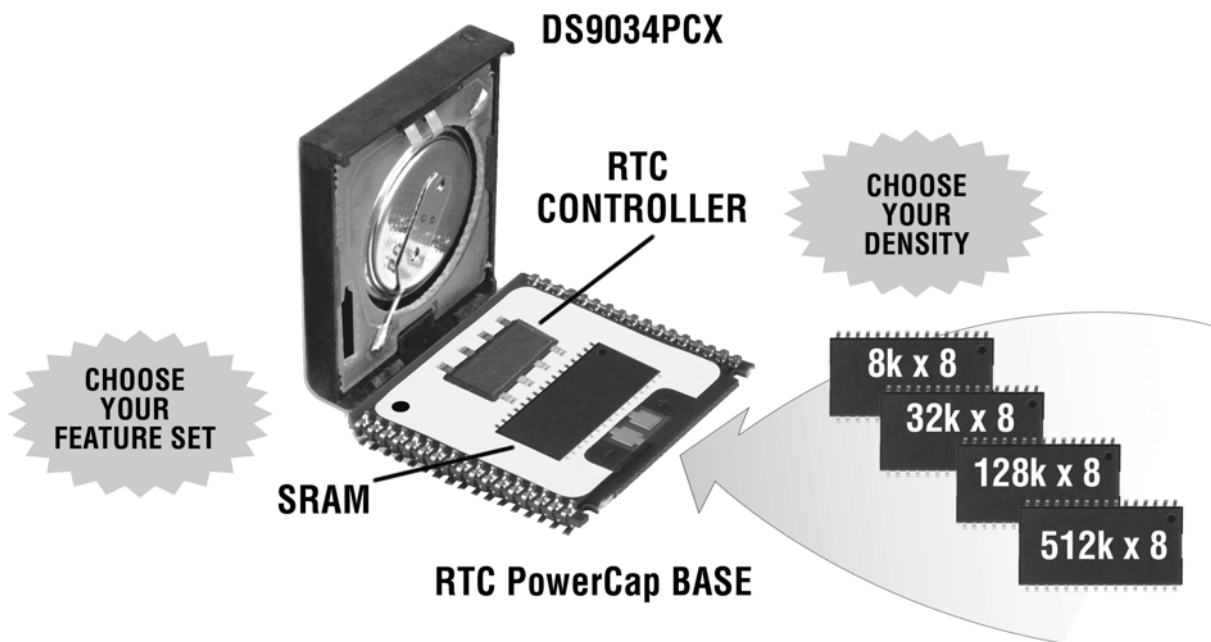 DS9034PCX
RTC
CONTROLLER
CHOOSE
YOUR
DENSITY
CHOOSE
YOUR
FEATURE SET
8k x 8
32k x 8
128k x 8
512k x 8
SRAM
RTC PowerCap BASE